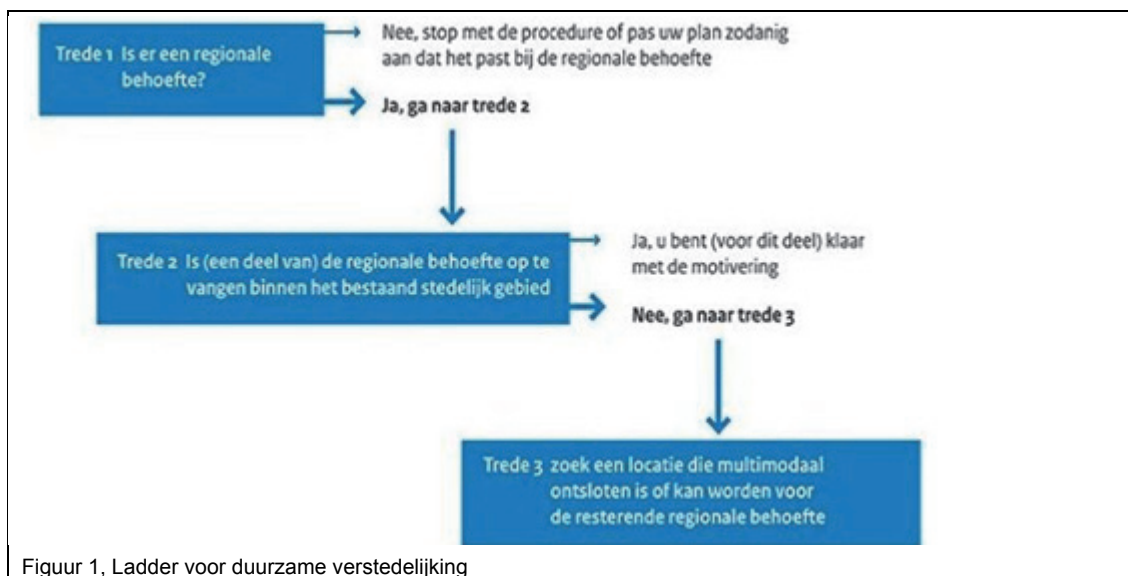 Trede 1 Is er een regionale
behoefte?
Nee, stop met de procedure of pas uw plan zodanig
aan dat het past bij de regionale behoefte
Ja, ga naar trede 2
Trede 2 Is (een deel van) de regionale behoefte op te
vangen binnen het bestaand stedelijk gebied
Ja, u bent (voor dit deel) klaar
met de motivering
Nee, ga naar trede 3
Trede 3 zoek een locatie die multimodaal
ontsloten is of kan worden voor
de resterende regionale behoefte
Figuur 1, Ladder voor duurzame verstedelijking